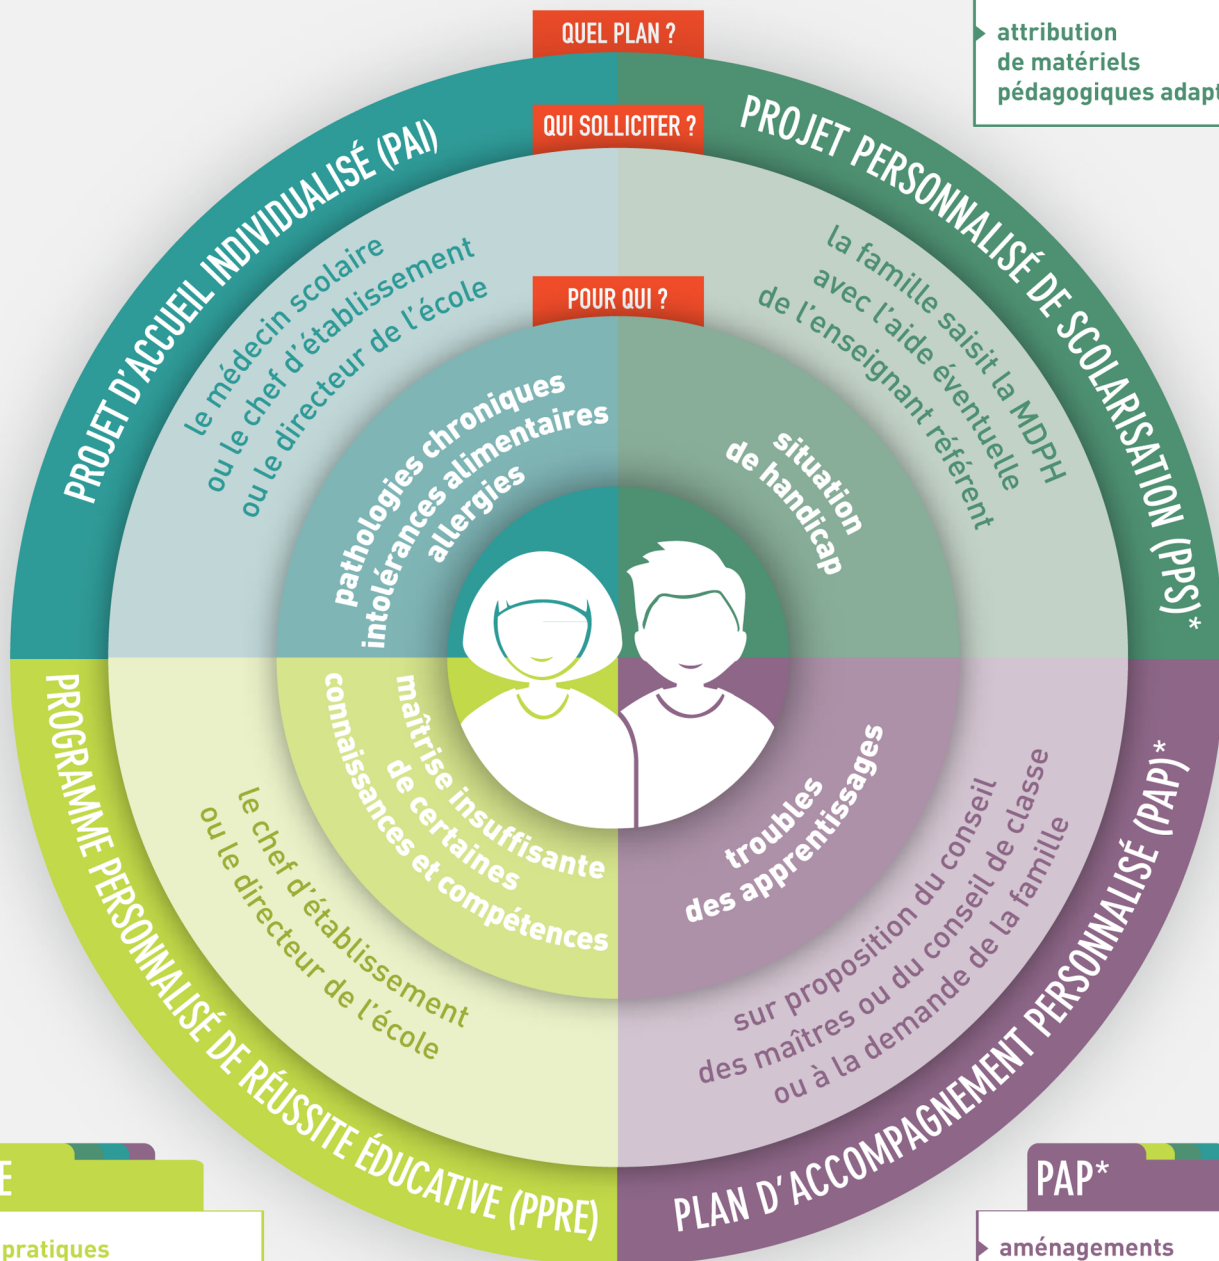 QUEL PLAN ?
attribution
de matériels
pédagogiques adapt
QUI SOLLICITER ?
PROJET D'ACCUEIL INDIVIDUALISÉ (PAI)
le médecin scolaire
ou le chef d'établissement
ou le directeur de l'école
PROJET PERSONNALISÉ DE SCOLARISATION (PPS)*
la famille saisit la MDPH
avec l'aide éventuelle
de l'enseignant référent
POUR QUI ?
pathologies chroniques
intolérances alimentaires
allergies
situation
de handicap
maîtrise insuffisante
de certaines
connaissances et compétences
troubles
des apprentissages
le chef d'établissement
ou le directeur de l'école
PROGRAMME PERSONNALISÉ DE RÉUSSITE ÉDUCATIVE (PPRE)
sur proposition du conseil
des maîtres ou du conseil de classe
ou à la demande de la famille
PLAN D'ACCOMPAGNEMENT PERSONNALISÉ (PAP)*
E
pratiques
PAP*
aménagements